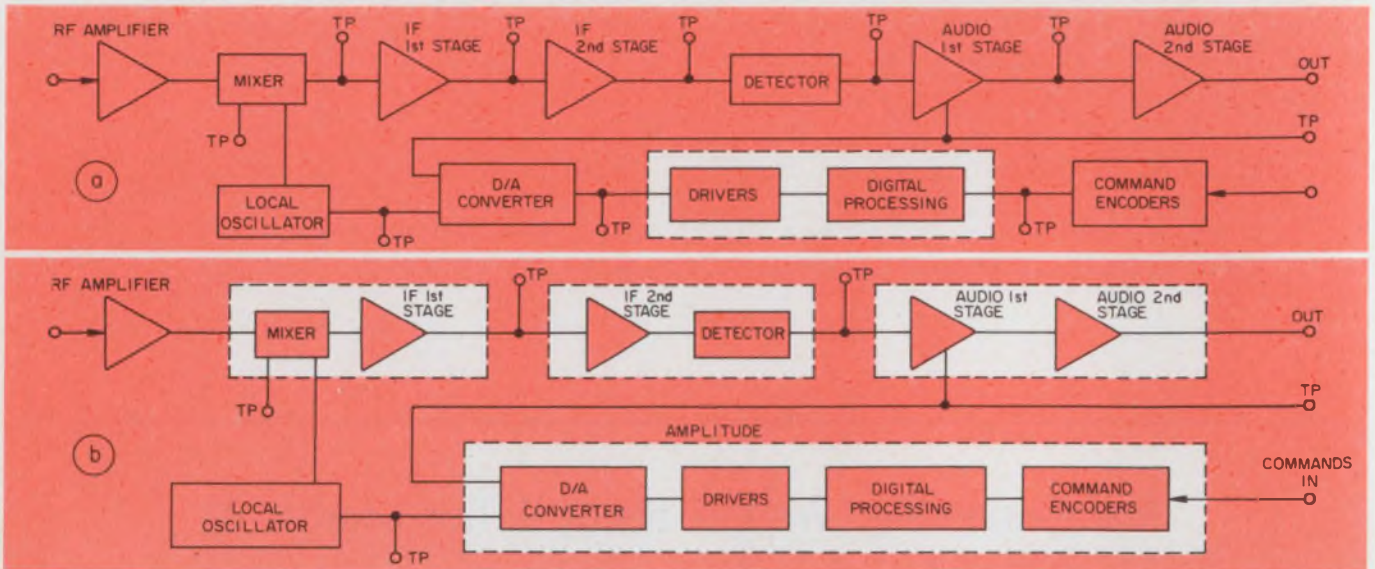 RF AMPLIFIER
TP
IF
1st STAGE
TP
IF
2nd STAGE
TP
TP
AUDIO
1st STAGE
TP
AUDIO
2nd STAGE
MIXER
DETECTOR
OUT
TP
TP
a
LOCAL
OSCILLATOR
TP
D/A
CONVERTER
TP
DRIVERS
DIGITAL
PROCESSING
TP
COMMAND
ENCODERS
RF AMPLIFIER
MIXER
IF 1st
STAGE
TP
IF 2nd
STAGE
DETECTOR
TP
AUDIO 1st
STAGE
AUDIO 2nd
STAGE
OUT
TP
TP
b
AMPLITUDE
LOCAL
OSCILLATOR
TP
D/A
CONVERTER
DRIVERS
DIGITAL
PROCESSING
COMMAND
ENCODERS
COMMANDS
IN